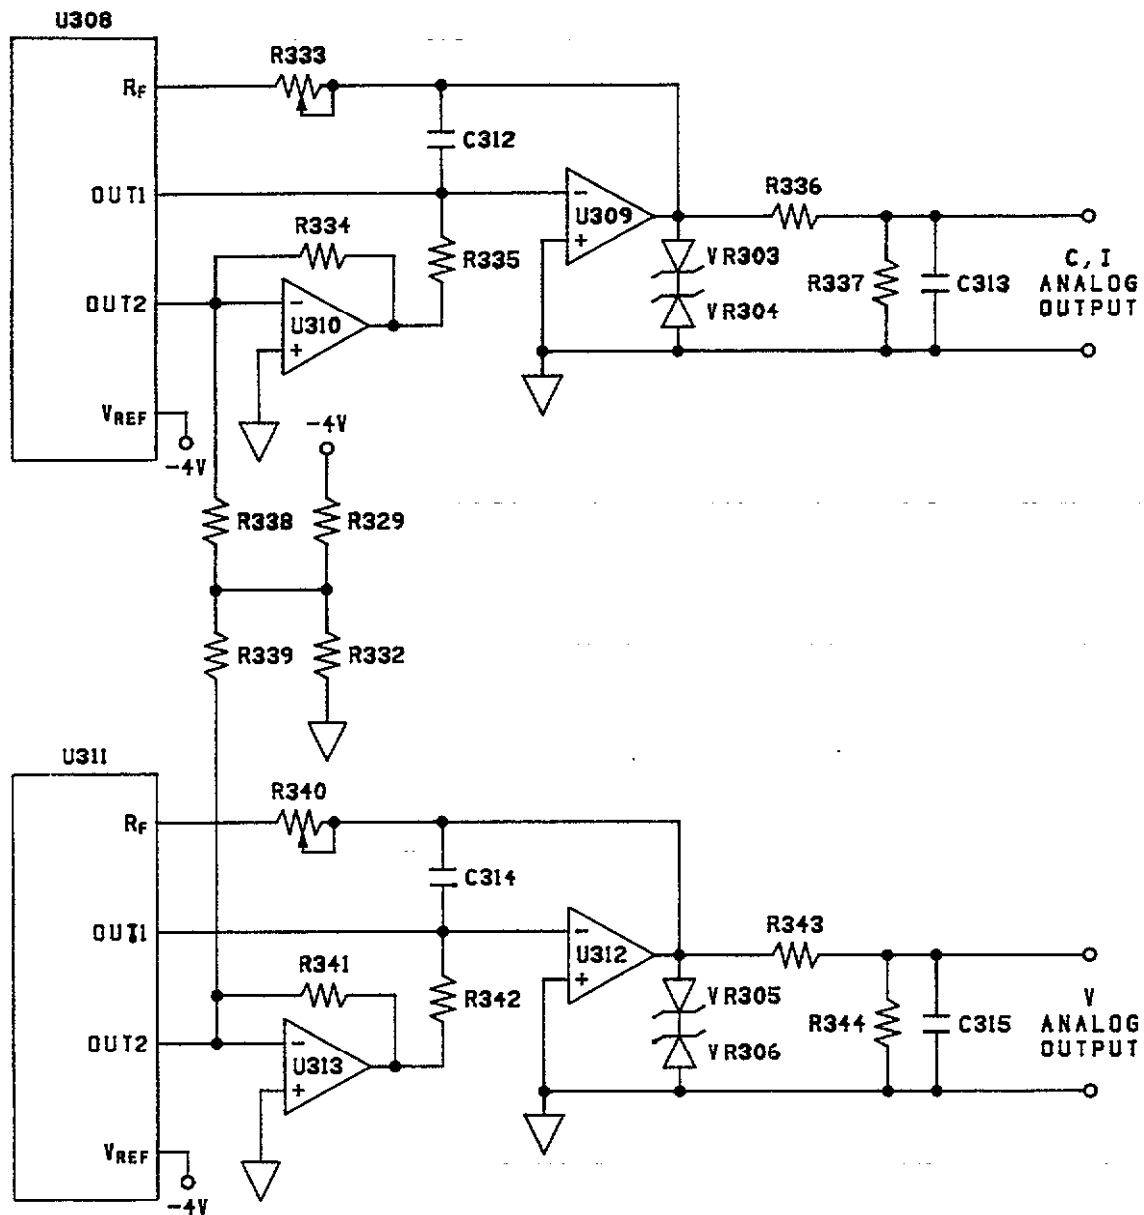 U308
R333
RF
C312
OUT1
R336
U309
R334
R335
VR303
R337
C313
C, I
ANALOG
OUTPUT
OUT2
U310
VR304
VREF
-4V
-4V
R338
R329
R339
R332
U311
R340
RF
C314
OUT1
R343
U312
R341
R342
VR305
R344
C315
V
ANALOG
OUTPUT
OUT2
U313
VR306
VREF
-4V